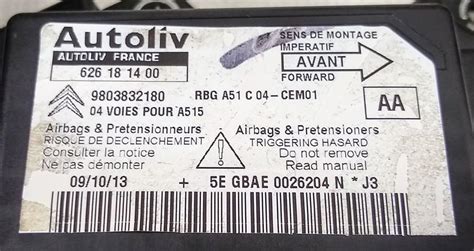 Autoliv
AUTOLIV FRANCE
626 18 14 00
SENS DE MONTAGE
IMPERATIF
AVANT
FORWARD
9803832180
RBG A51 C 04-CEM01
04 VOIES POUR A515
AA
Airbags & Pretensionneurs
RISQUE DE DECLENCHEMENT
Consulter la notice
Ne pas démonter
Airbags & Pretensioners
TRIGGERING HASARD
Do not remove
Read manual
09/10/13 + 5E GBAE 0026204 N * J3